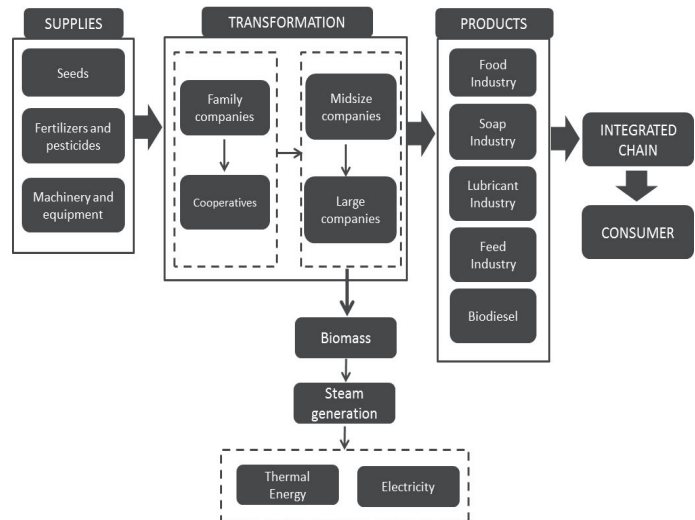 SUPPLIES
Seeds
Fertilizers and
pesticides
Machinery and
equipment
TRANSFORMATION
Family
companies
Cooperatives
Midsize
companies
Large
companies
Biomass
Steam
generation
Thermal
Energy
Electricity
PRODUCTS
Food
Industry
Soap
Industry
Lubricant
Industry
Feed
Industry
Biodiesel
INTEGRATED
CHAIN
CONSUMER